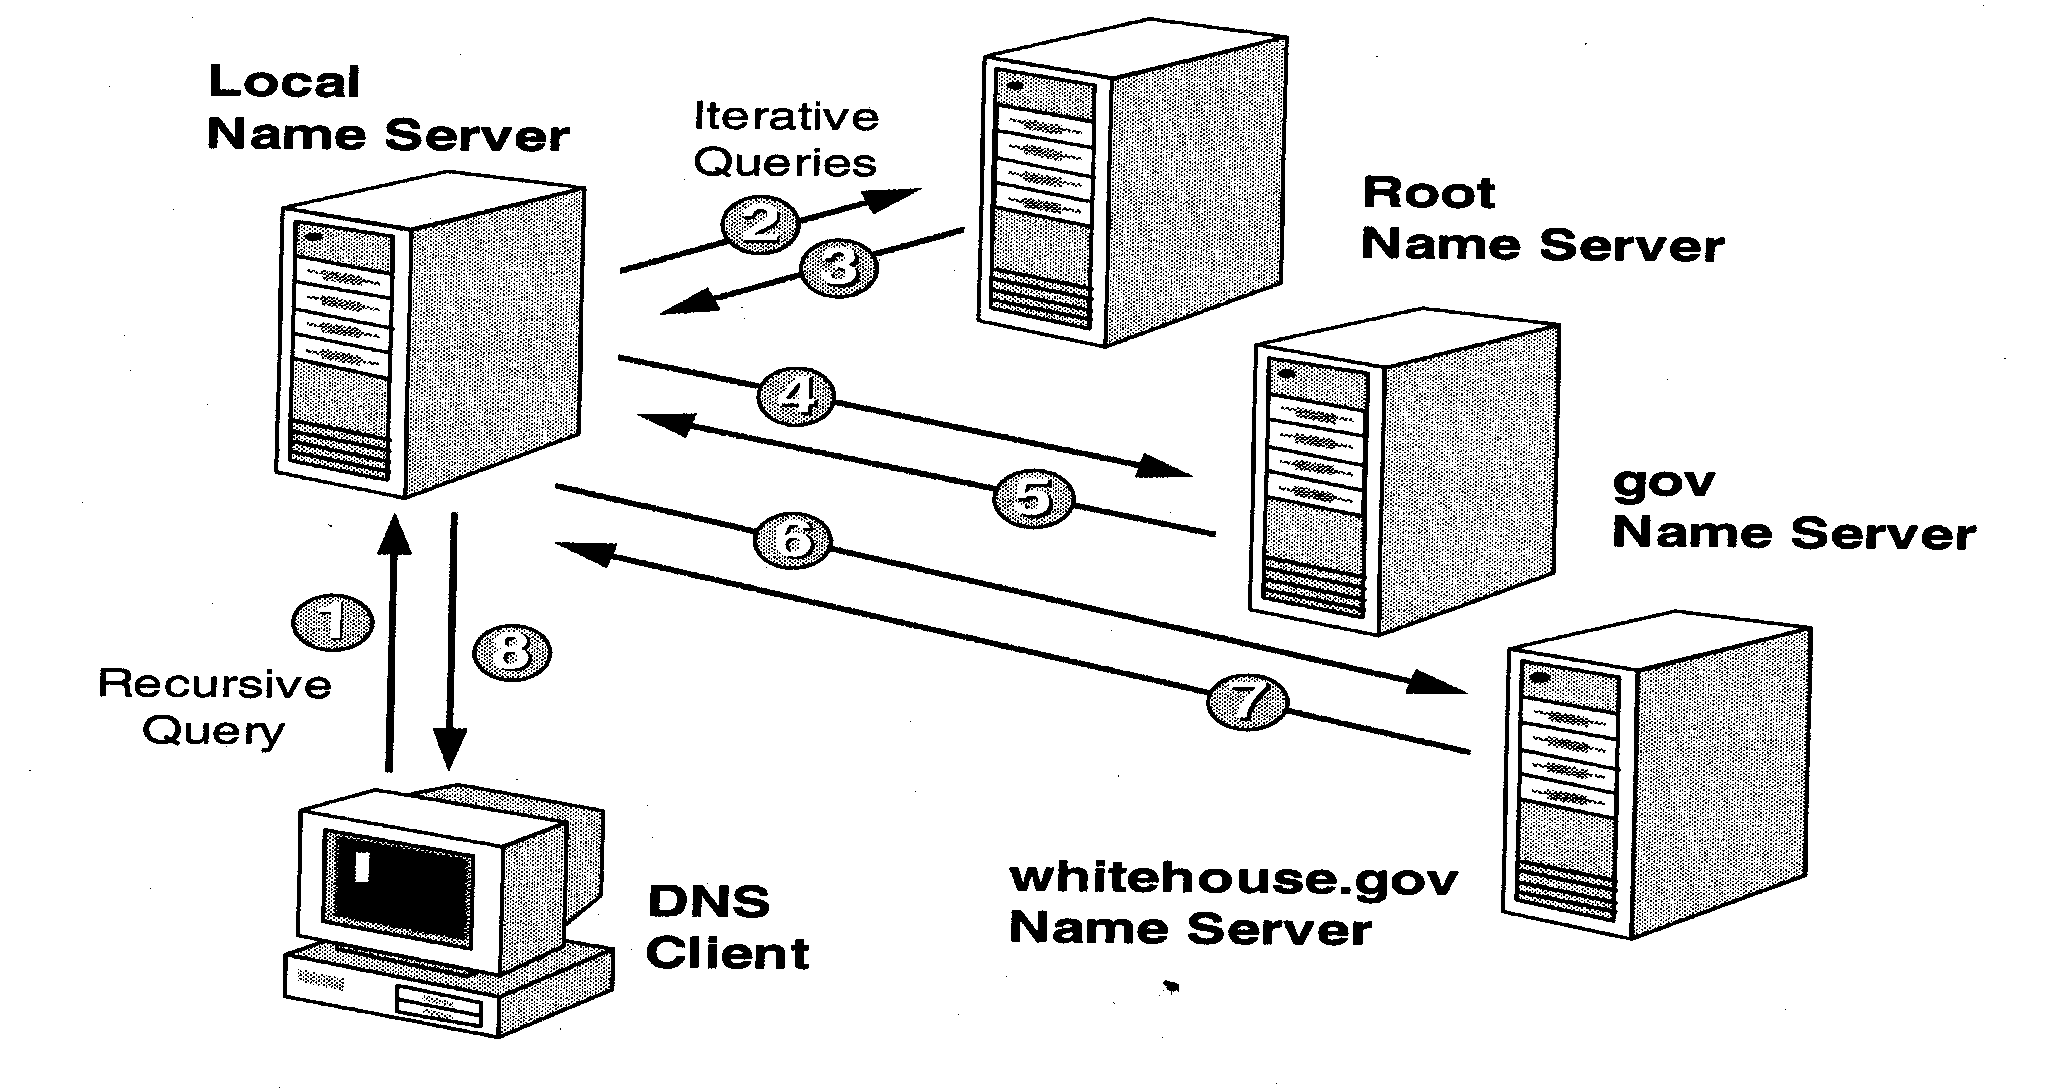 Local
Name Server
Iterative
Queries
2
3
Root
Name Server
4
5
gov
Name Server
6
7
1
8
Recursive
Query
DNS
Client
whitehouse.gov
Name Server